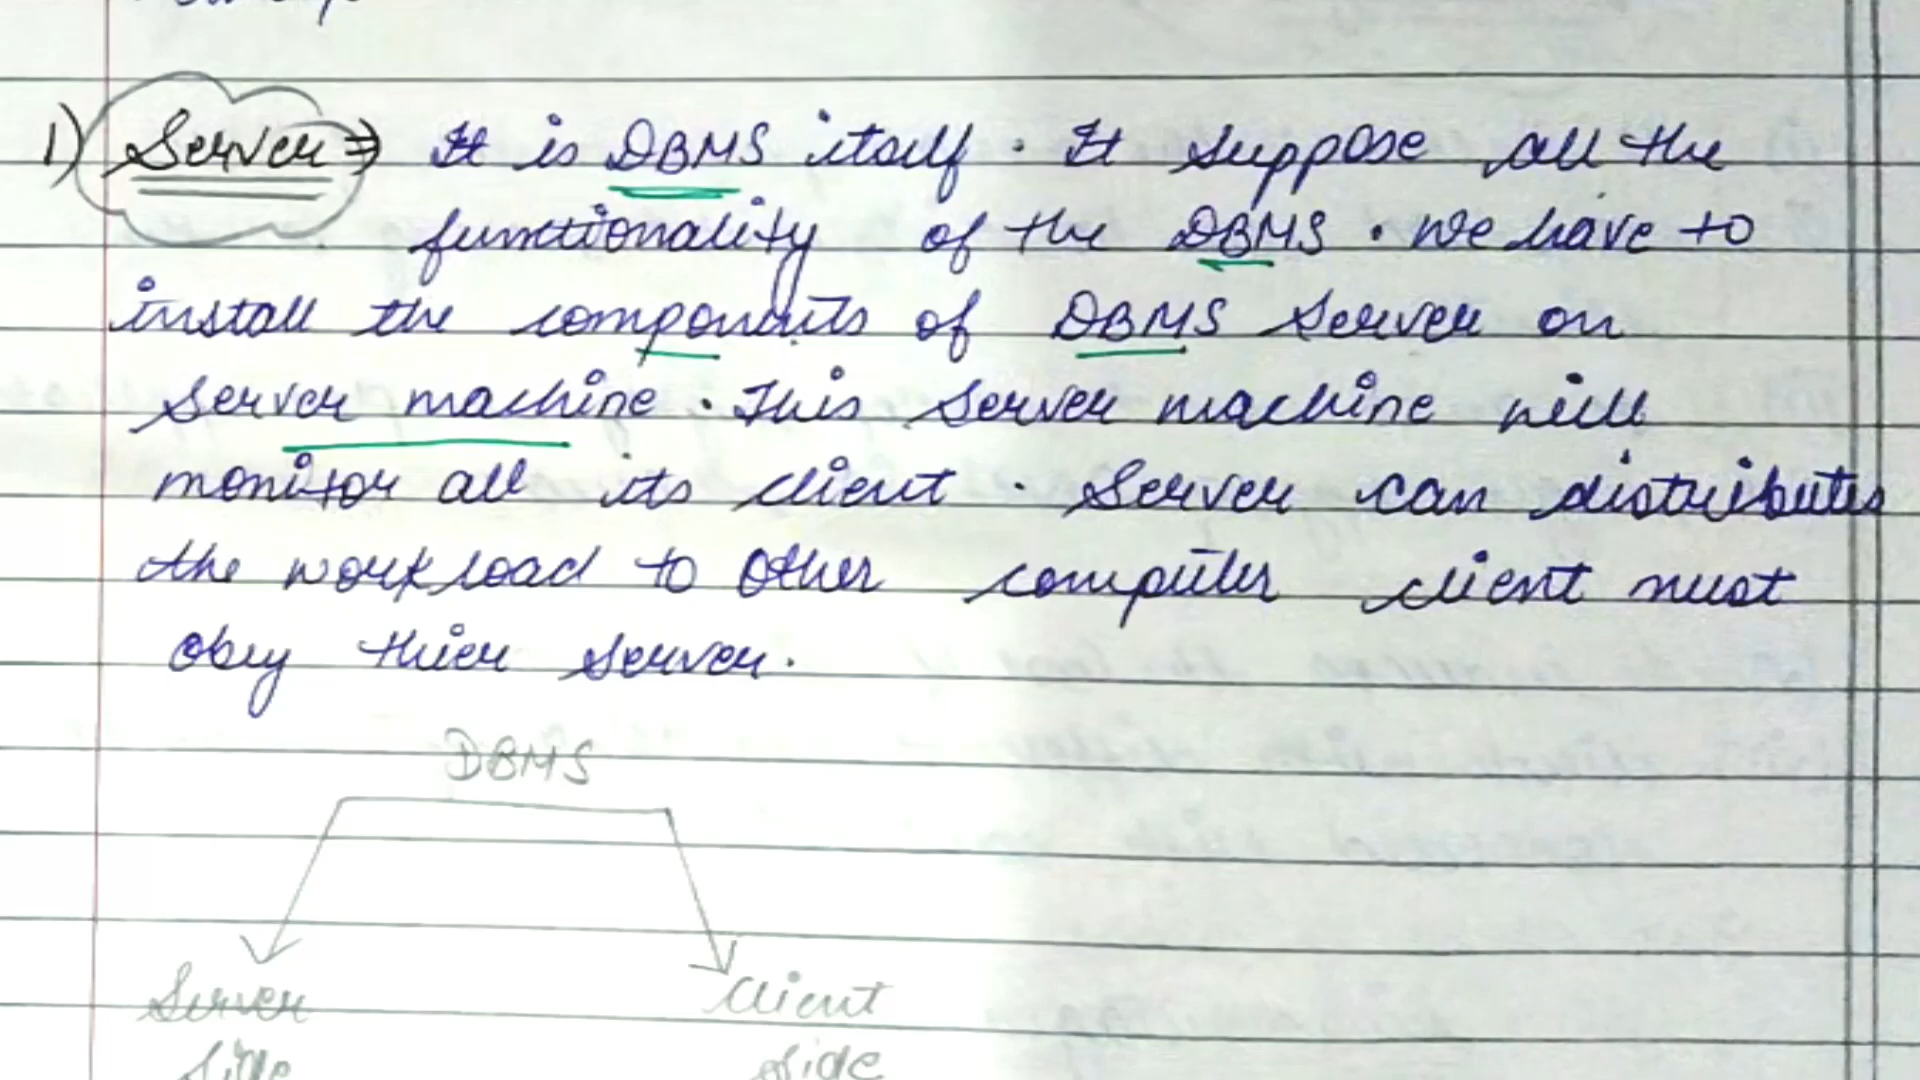 1) Server ⇒ It is DBMS itself. It suppose all the
functionality of the DBMS. We have to
install the components of DBMS Server on
server machine. This server machine will
monitor all its client. Server can distributes
the workload to other computer client must
obey thier server.
DBMS
Server Client
side side